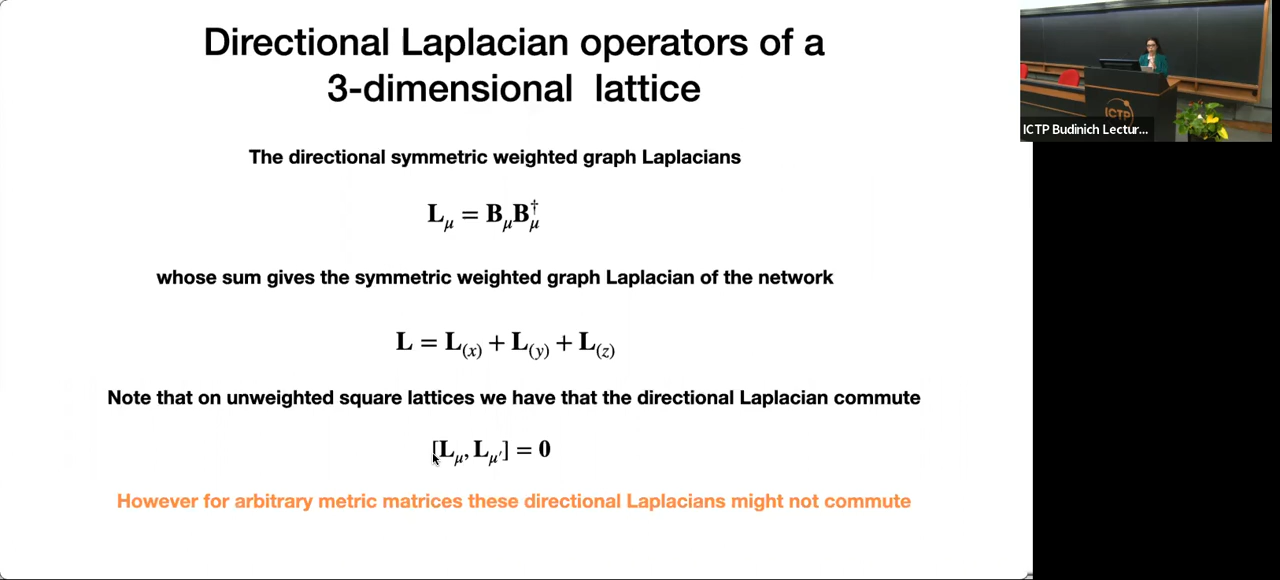 Directional Laplacian operators of a
3-dimensional lattice
The directional symmetric weighted graph Laplacians
L_μ = B_μ B_μ^†
whose sum gives the symmetric weighted graph Laplacian of the network
L = L_(x) + L_(y) + L_(z)
Note that on unweighted square lattices we have that the directional Laplacian commute
[L_μ, L_μ′] = 0
However for arbitrary metric matrices these directional Laplacians might not commute
ICTP
ICTP Budinich Lectur...